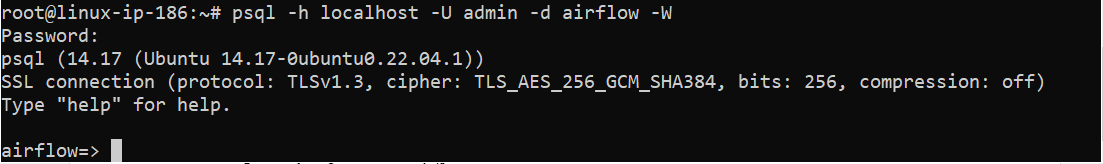 root@linux-ip-186:~# psql -h localhost -U admin -d airflow -W
Password:
psql (14.17 (Ubuntu 14.17-0ubuntu0.22.04.1))
SSL connection (protocol: TLSv1.3, cipher: TLS_AES_256_GCM_SHA384, bits: 256, compression: off)
Type "help" for help.
airflow=>